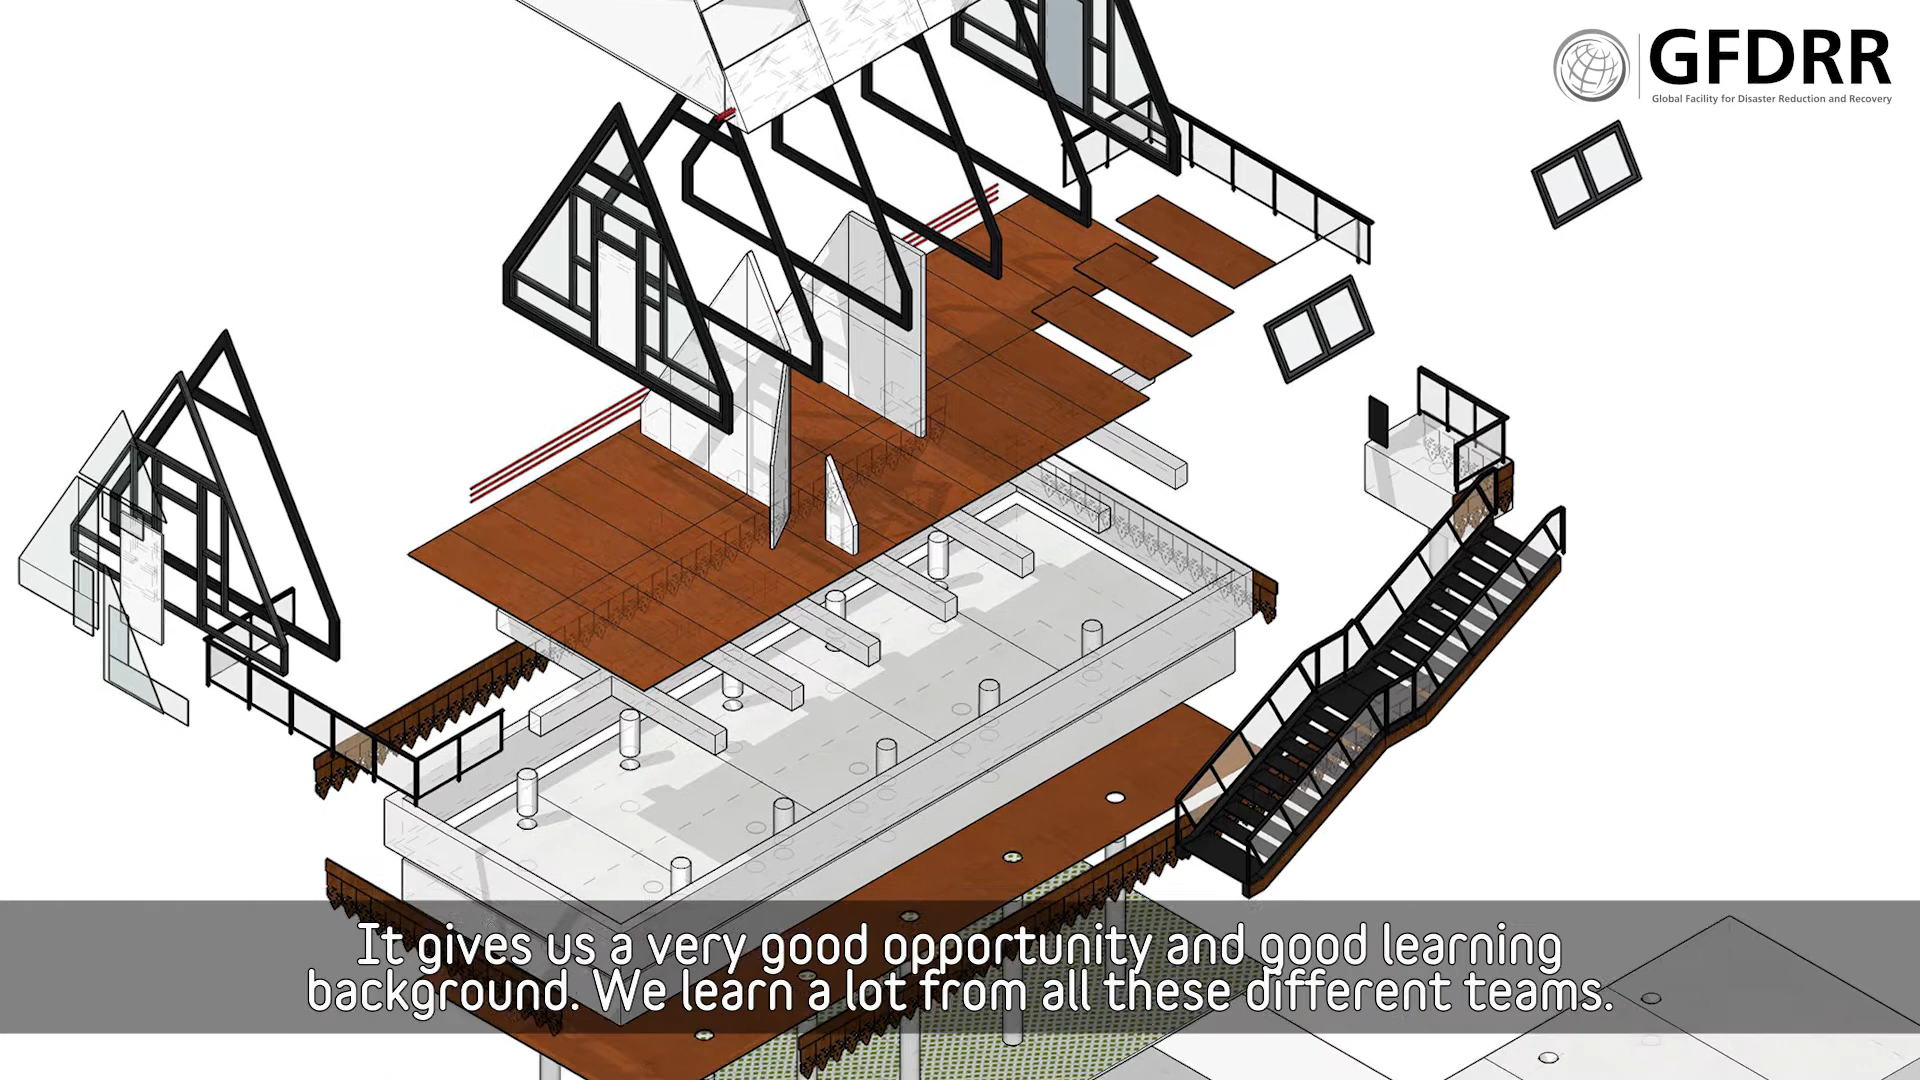 GFDRR
Global Facility for Disaster Reduction and Recovery
It gives us a very good opportunity and good learning
background. We learn a lot from all these different teams.